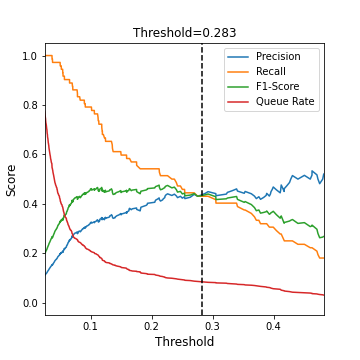 Threshold=0.283
Precision
Recall
F1-Score
Queue Rate
Score
1.0
0.8
0.6
0.4
0.2
0.0
0.1 0.2 0.3 0.4
Threshold